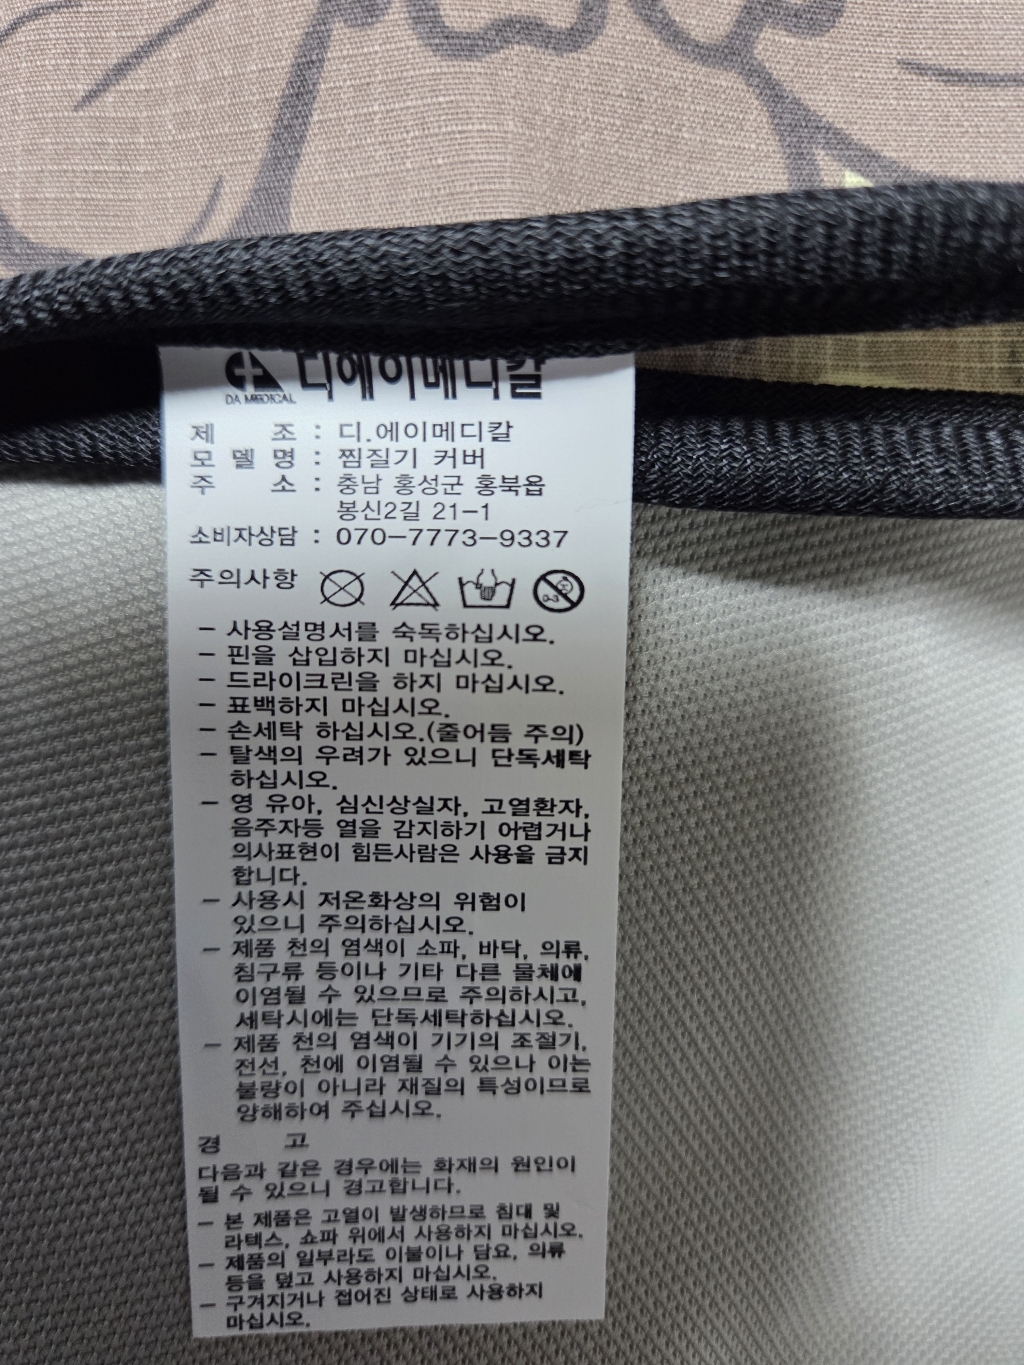 디에이메디칼
DA MEDICAL
제 조 : 디.에이메디칼
모 델 명 : 찜질기 커버
주 소 : 충남 홍성군 홍북읍
봉신2길 21-1
소비자상담 : 070-7773-9337
주의사항
0-3
- 사용설명서를 숙독하십시오.
- 핀을 삽입하지 마십시오.
- 드라이크린을 하지 마십시오.
- 표백하지 마십시오.
- 손세탁 하십시오.(줄어듬 주의)
- 탈색의 우려가 있으니 단독세탁
하십시오.
- 영 유아, 심신상실자, 고열환자,
음주자등 열을 감지하기 어렵거나
의사표현이 힘든사람은 사용을 금지
합니다.
- 사용시 저온화상의 위험이
있으니 주의하십시오.
- 제품 천의 염색이 소파, 바닥, 의류,
침구류 등이나 기타 다른 물체에
이염될 수 있으므로 주의하시고,
세탁시에는 단독세탁하십시오.
- 제품 천의 염색이 기기의 조절기,
전선, 천에 이염될 수 있으나 이는
불량이 아니라 재질의 특성이므로
양해하여 주십시오.
경 고
다음과 같은 경우에는 화재의 원인이
될 수 있으니 경고합니다.
- 본 제품은 고열이 발생하므로 침대 및
라텍스, 쇼파 위에서 사용하지 마십시오.
- 제품의 일부라도 이불이나 담요, 의류
등을 덮고 사용하지 마십시오.
- 구겨지거나 접어진 상태로 사용하지
마십시오.